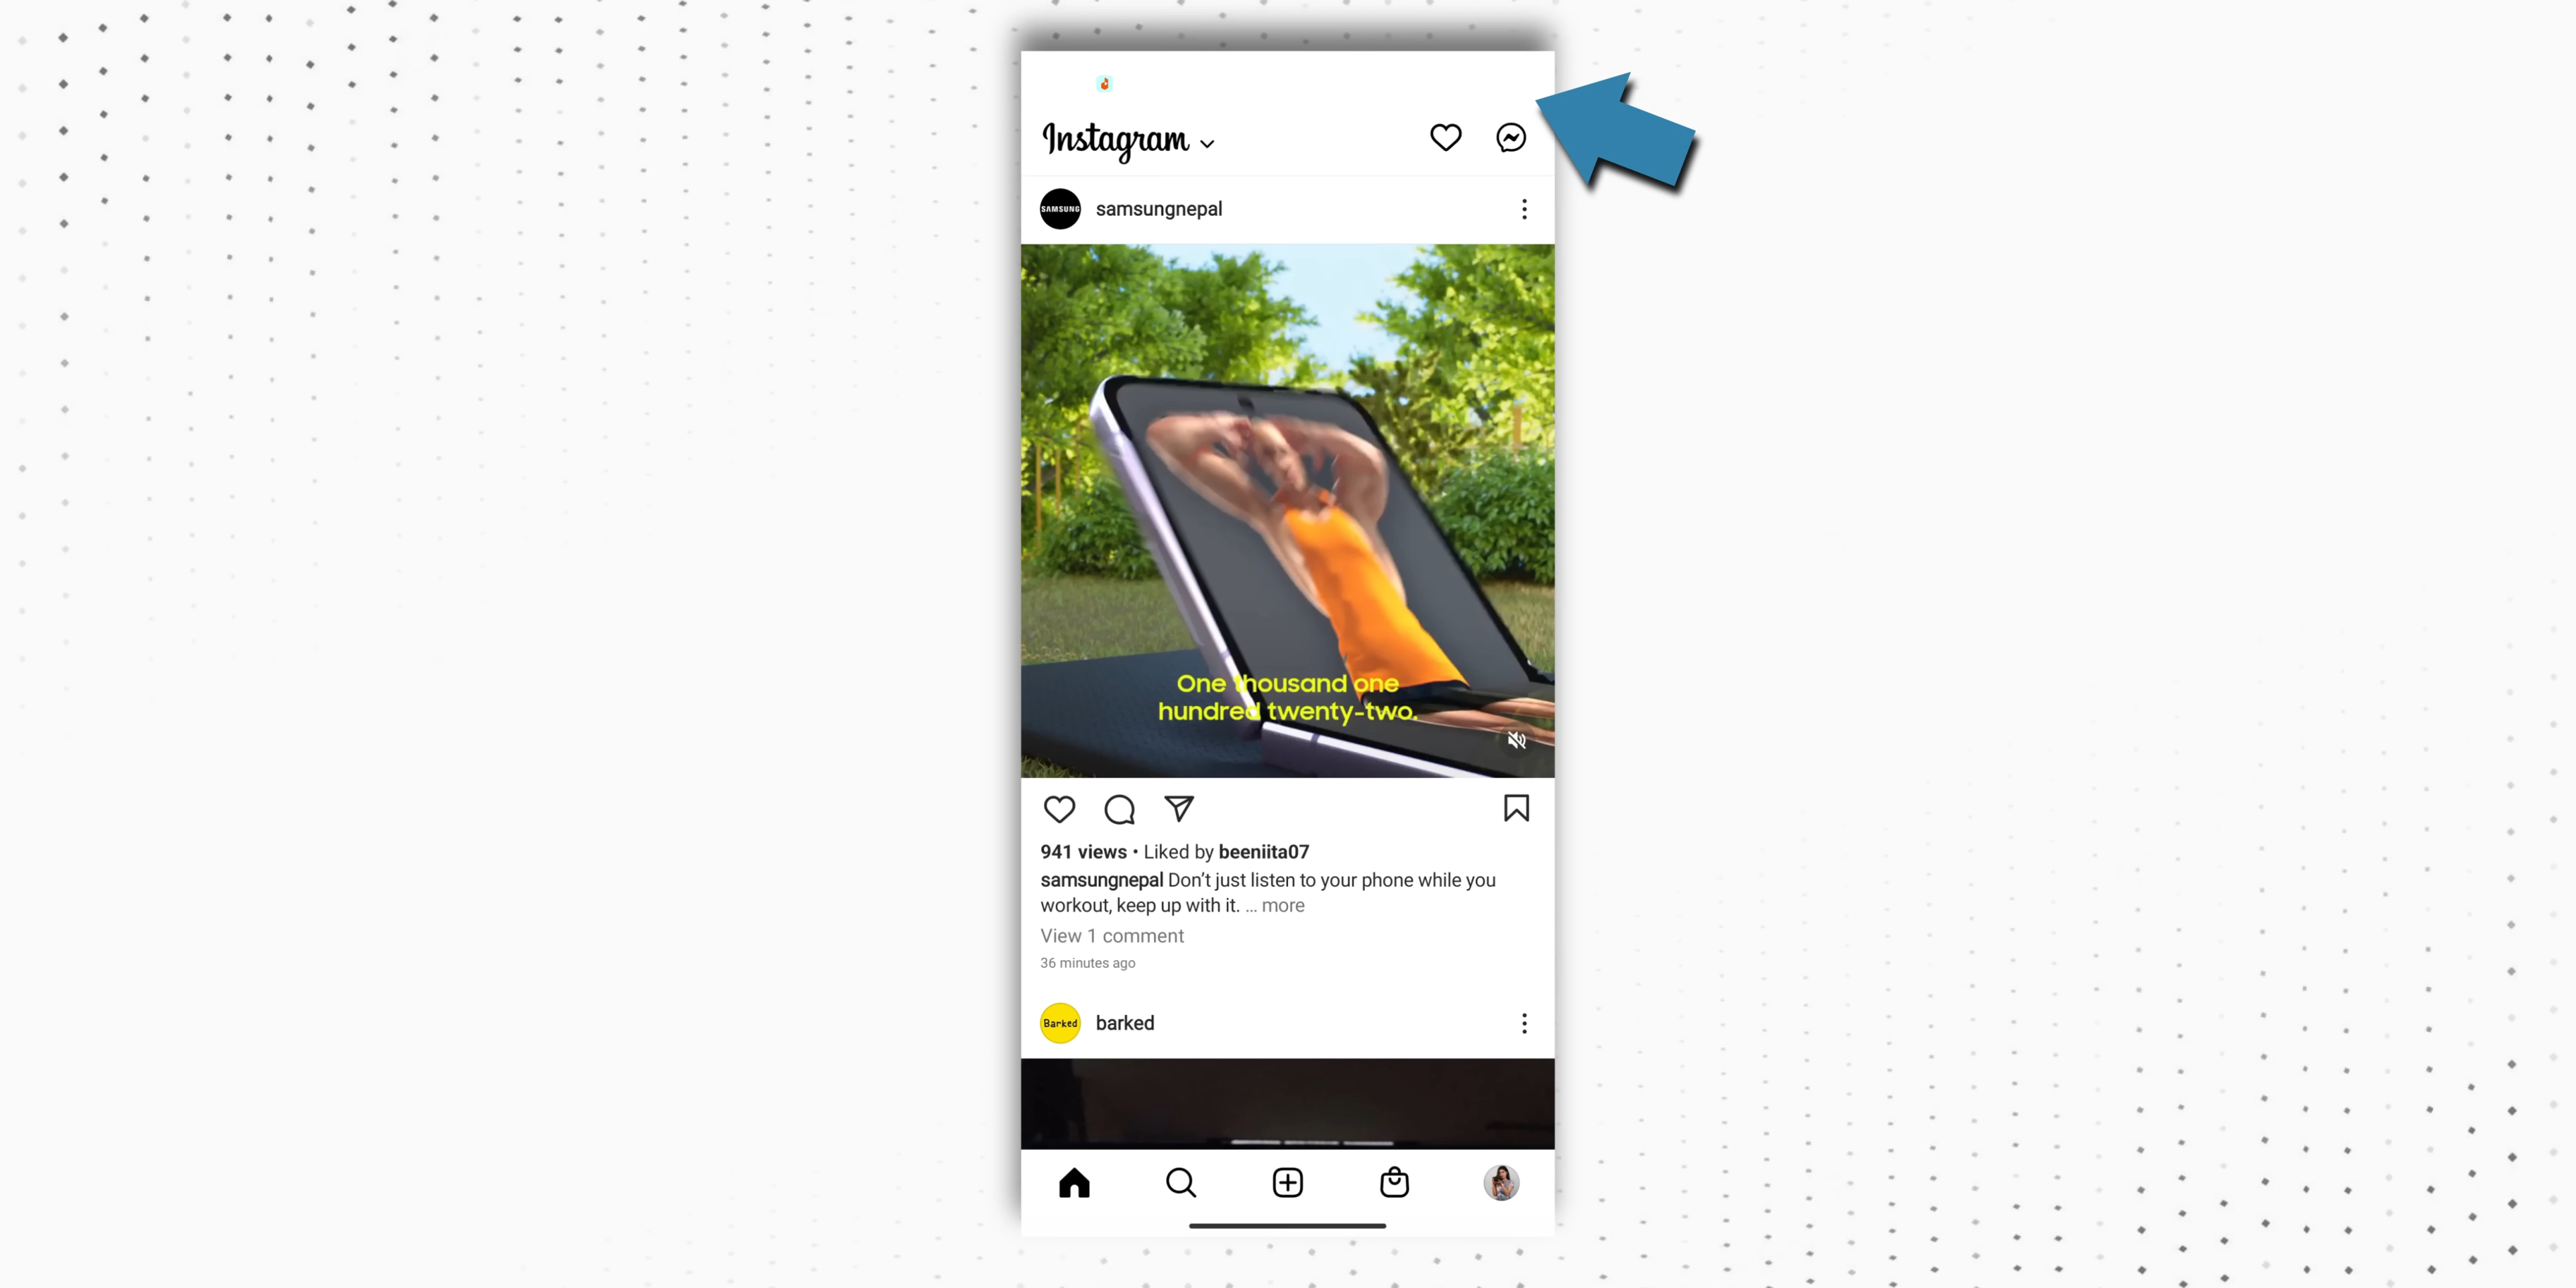 Instagram
SAMSUNG
samsungnepal
One thousand one
hundred twenty-two.
941 views • Liked by beeniita07
samsungnepal Don't just listen to your phone while you
workout, keep up with it. ... more
View 1 comment
36 minutes ago
Barked
barked